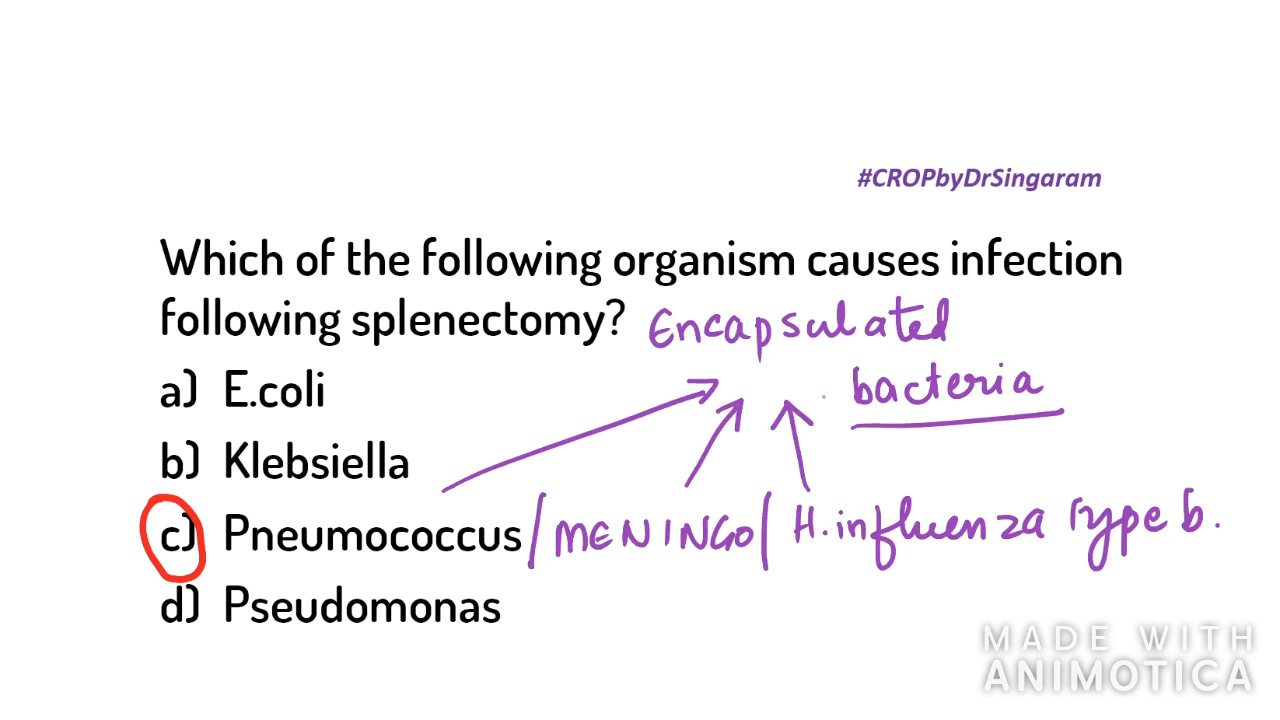 #CROPbyDrSingaram
Which of the following organism causes infection
following splenectomy? Encapsulated
a) E.coli bacteria
b) Klebsiella
c) Pneumococcus / MENINGO / H. influenza Type b.
d) Pseudomonas
MADE WITH
ANIMOTICA